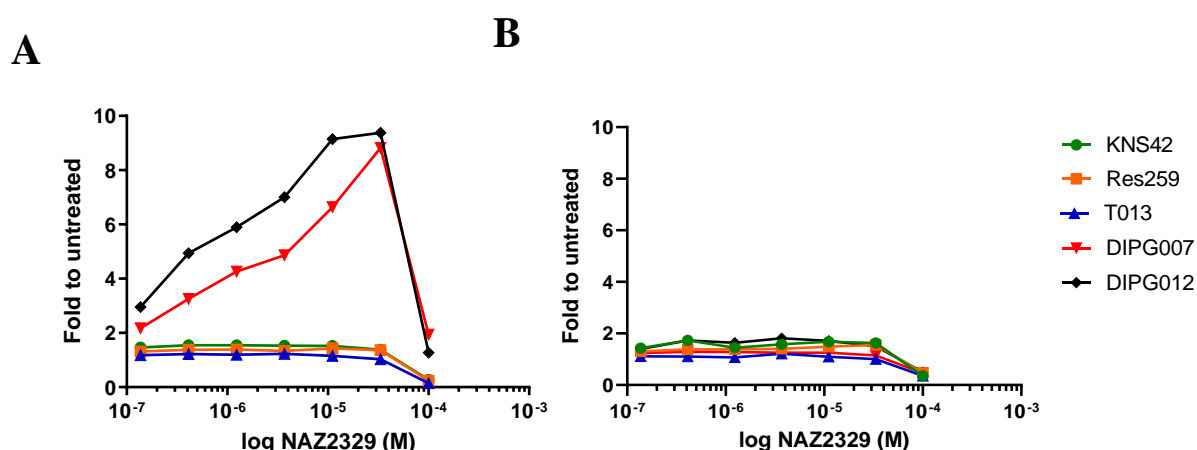 A
B
Fold to untreated
10
8
6
4
2
0
10-7
10-6
10-5
10-4
10-3
log NAZ2329 (M)
Fold to untreated
10
8
6
4
2
0
10-7
10-6
10-5
10-4
10-3
log NAZ2329 (M)
KNS42
Res259
T013
DIPG007
DIPG012